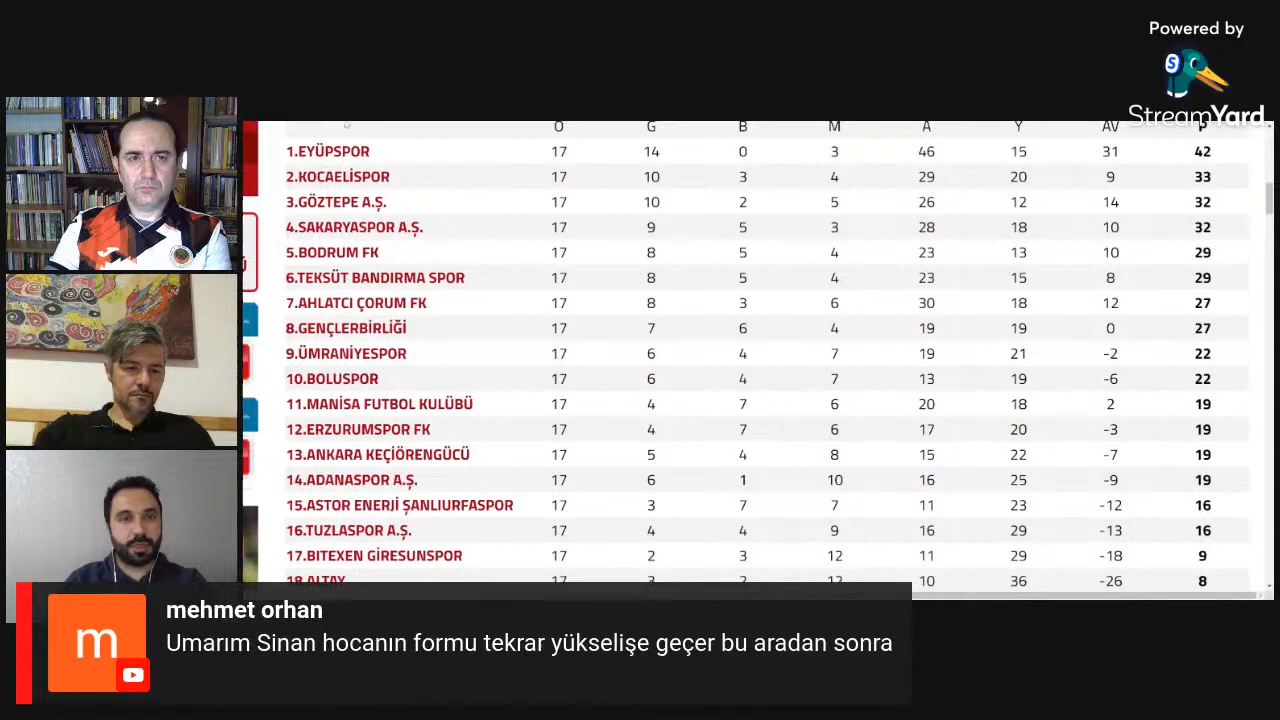 Powered by
S
StreamYard
O G B M A Y AV P
1.EYÜPSPOR 17 14 0 3 46 15 31 42
2.KOCAELİSPOR 17 10 3 4 29 20 9 33
3.GÖZTEPE A.Ş. 17 10 2 5 26 12 14 32
4.SAKARYASPOR A.Ş. 17 9 5 3 28 18 10 32
5.BODRUM FK 17 8 5 4 23 13 10 29
6.TEKSÜT BANDIRMA SPOR 17 8 5 4 23 15 8 29
7.AHLATCI ÇORUM FK 17 8 3 6 30 18 12 27
8.GENÇLERBİRLİĞİ 17 7 6 4 19 19 0 27
9.ÜMRANİYESPOR 17 6 4 7 19 21 -2 22
10.BOLUSPOR 17 6 4 7 13 19 -6 22
11.MANİSA FUTBOL KULÜBÜ 17 4 7 6 20 18 2 19
12.ERZURUMSPOR FK 17 4 7 6 17 20 -3 19
13.ANKARA KEÇİÖRENGÜCÜ 17 5 4 8 15 22 -7 19
14.ADANASPOR A.Ş. 17 6 1 10 16 25 -9 19
15.ASTOR ENERJİ ŞANLIURFASPOR 17 3 7 7 11 23 -12 16
16.TUZLASPOR A.Ş. 17 4 4 9 16 29 -13 16
17.BITEXEN GİRESUNSPOR 17 2 3 12 11 29 -18 9
18.ALTAY 17 3 2 12 10 36 -26 8
m
mehmet orhan
Umarım Sinan hocanın formu tekrar yükselişe geçer bu aradan sonra